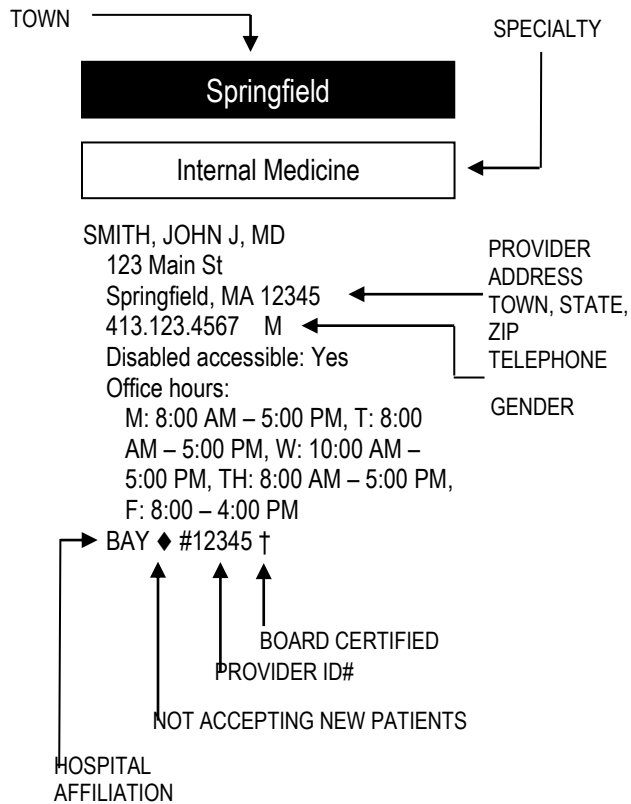 TOWN
SPECIALTY
Springfield
Internal Medicine
SMITH, JOHN J, MD
123 Main St
Springfield, MA 12345
413.123.4567 M
Disabled accessible: Yes
Office hours:
M: 8:00 AM – 5:00 PM, T: 8:00
AM – 5:00 PM, W: 10:00 AM –
5:00 PM, TH: 8:00 AM – 5:00 PM,
F: 8:00 – 4:00 PM
BAY ♦ #12345 †
PROVIDER
ADDRESS
TOWN, STATE,
ZIP
TELEPHONE
GENDER
BOARD CERTIFIED
PROVIDER ID#
NOT ACCEPTING NEW PATIENTS
HOSPITAL
AFFILIATION